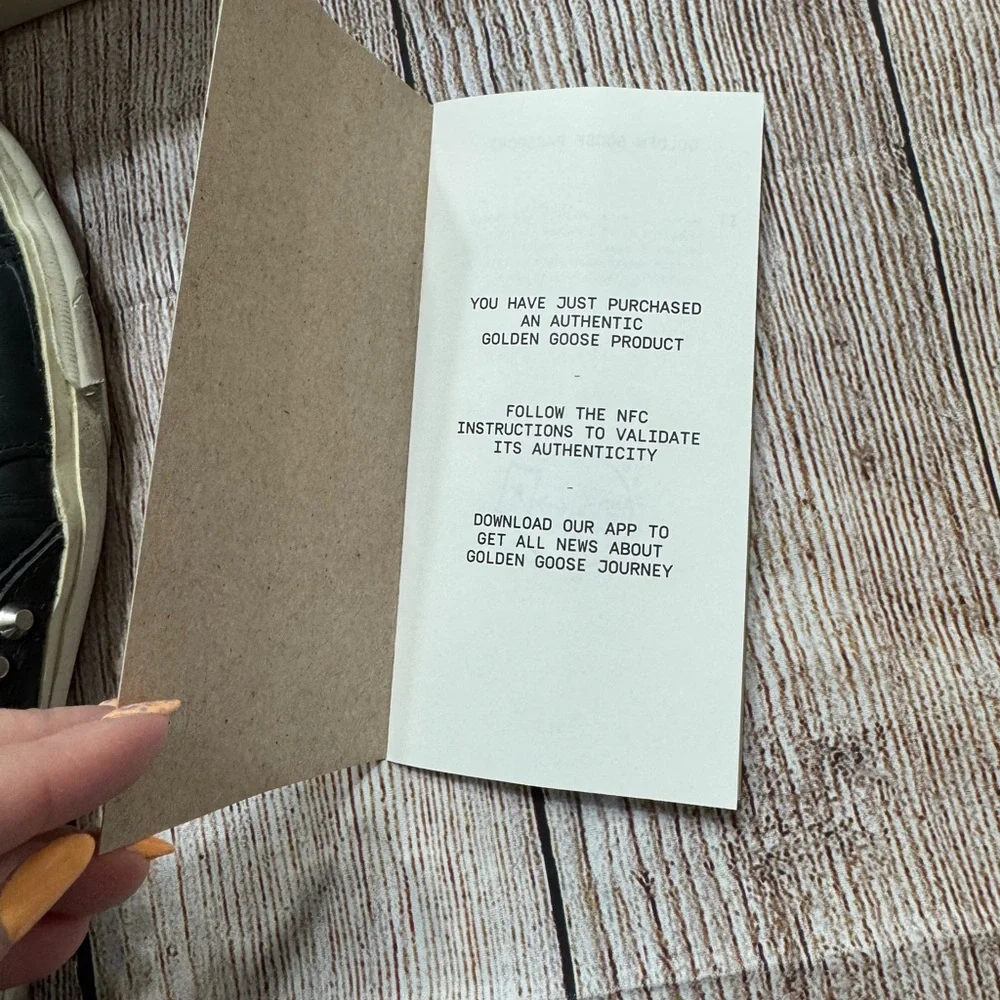 YOU HAVE JUST PURCHASED
AN AUTHENTIC
GOLDEN GOOSE PRODUCT
-
FOLLOW THE NFC
INSTRUCTIONS TO VALIDATE
ITS AUTHENTICITY
-
DOWNLOAD OUR APP TO
GET ALL NEWS ABOUT
GOLDEN GOOSE JOURNEY